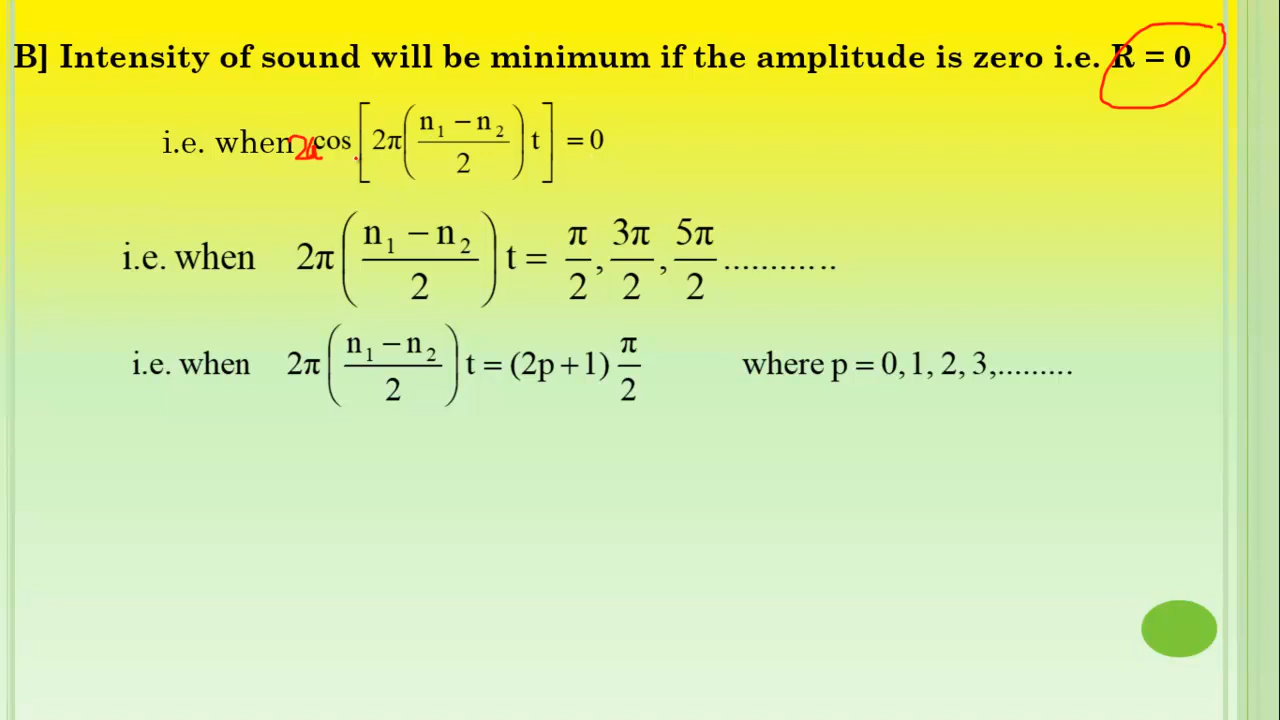 B] Intensity of sound will be minimum if the amplitude is zero i.e. R = 0
i.e. when 2a cos[2π((n₁ − n₂)/2)t] = 0
i.e. when 2π((n₁ − n₂)/2)t = π/2, 3π/2, 5π/2 ............
i.e. when 2π((n₁ − n₂)/2)t = (2p + 1)π/2 where p = 0, 1, 2, 3,.........